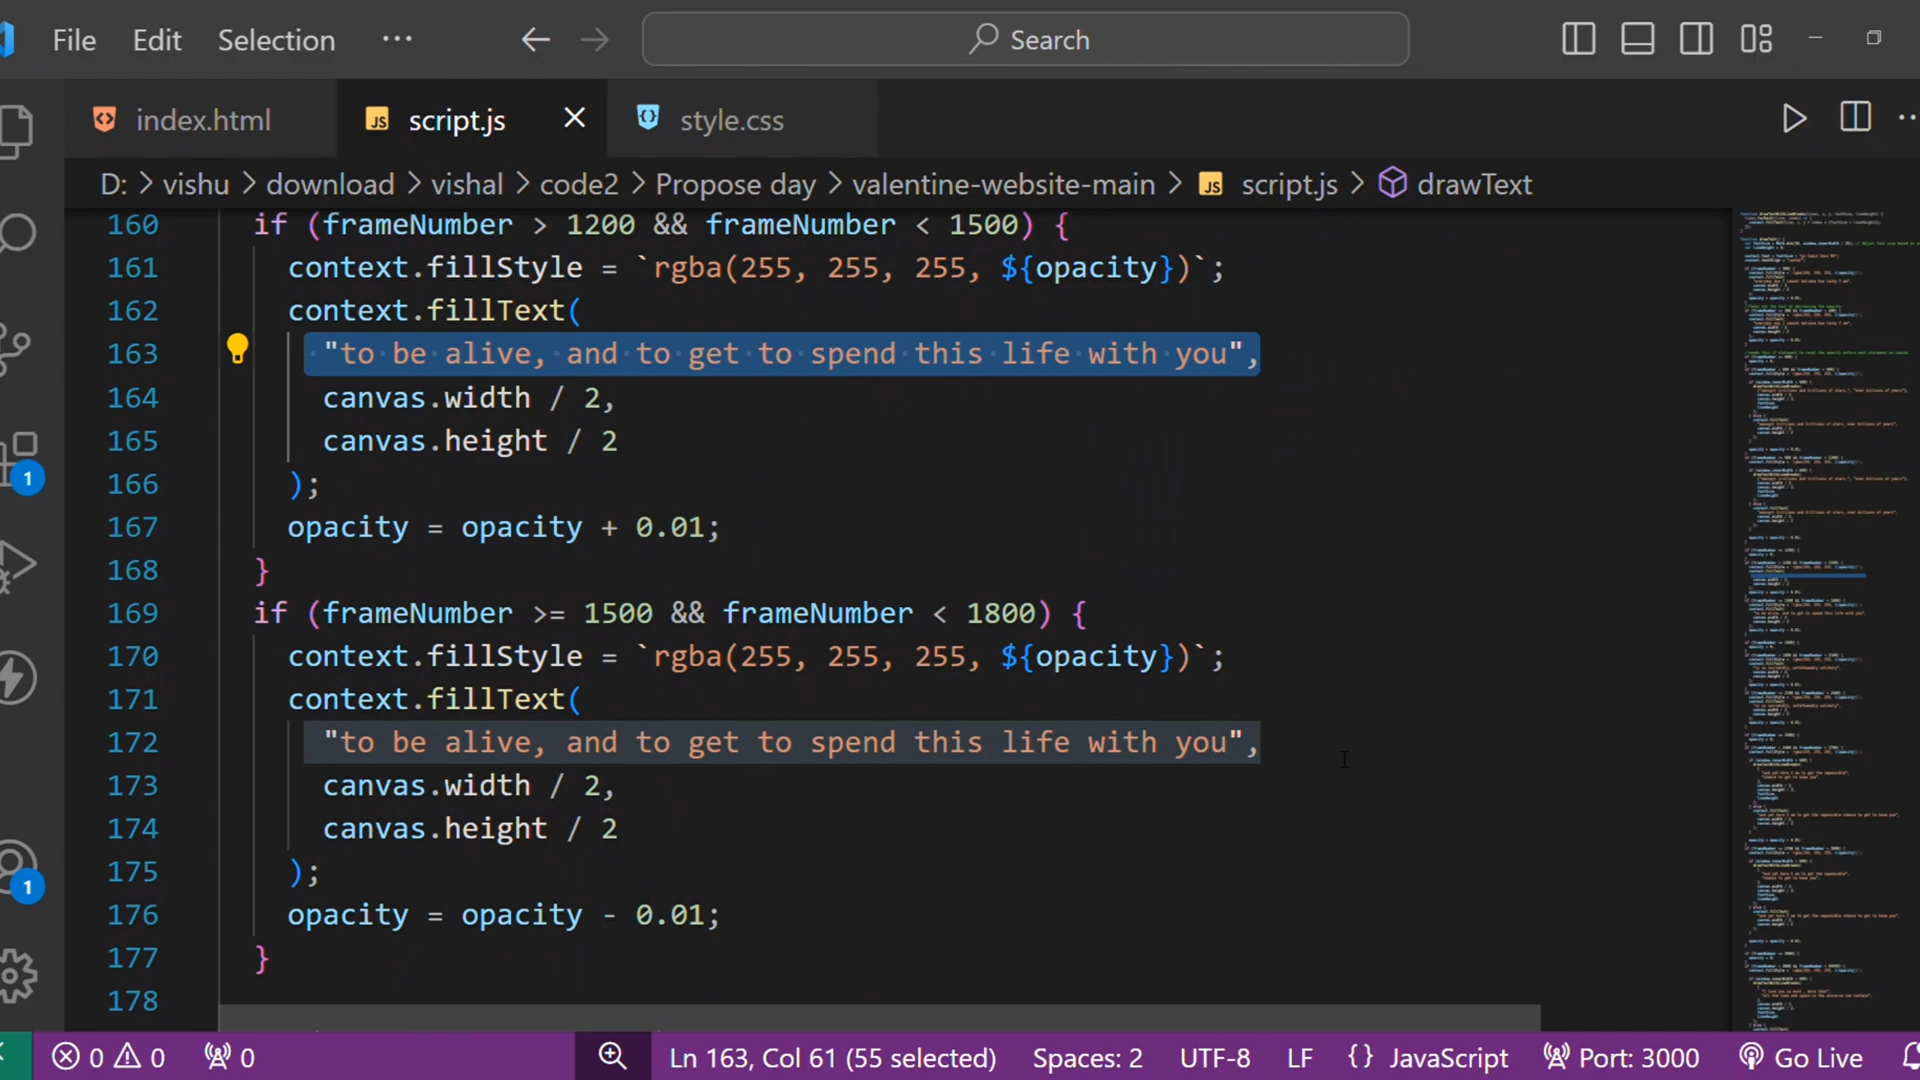 File Edit Selection ··· Search
index.html JS script.js style.css
D: > vishu > download > vishal > code2 > Propose day > valentine-website-main > JS script.js > drawText
160 if (frameNumber > 1200 && frameNumber < 1500) {
161 context.fillStyle = `rgba(255, 255, 255, ${opacity})`;
162 context.fillText(
163 "to be alive, and to get to spend this life with you",
164 canvas.width / 2,
165 canvas.height / 2
166 );
167 opacity = opacity + 0.01;
168 }
169 if (frameNumber >= 1500 && frameNumber < 1800) {
170 context.fillStyle = `rgba(255, 255, 255, ${opacity})`;
171 context.fillText(
172 "to be alive, and to get to spend this life with you",
173 canvas.width / 2,
174 canvas.height / 2
175 );
176 opacity = opacity - 0.01;
177 }
178
1
1
0 0 0 Ln 163, Col 61 (55 selected) Spaces: 2 UTF-8 LF {} JavaScript Port: 3000 Go Live